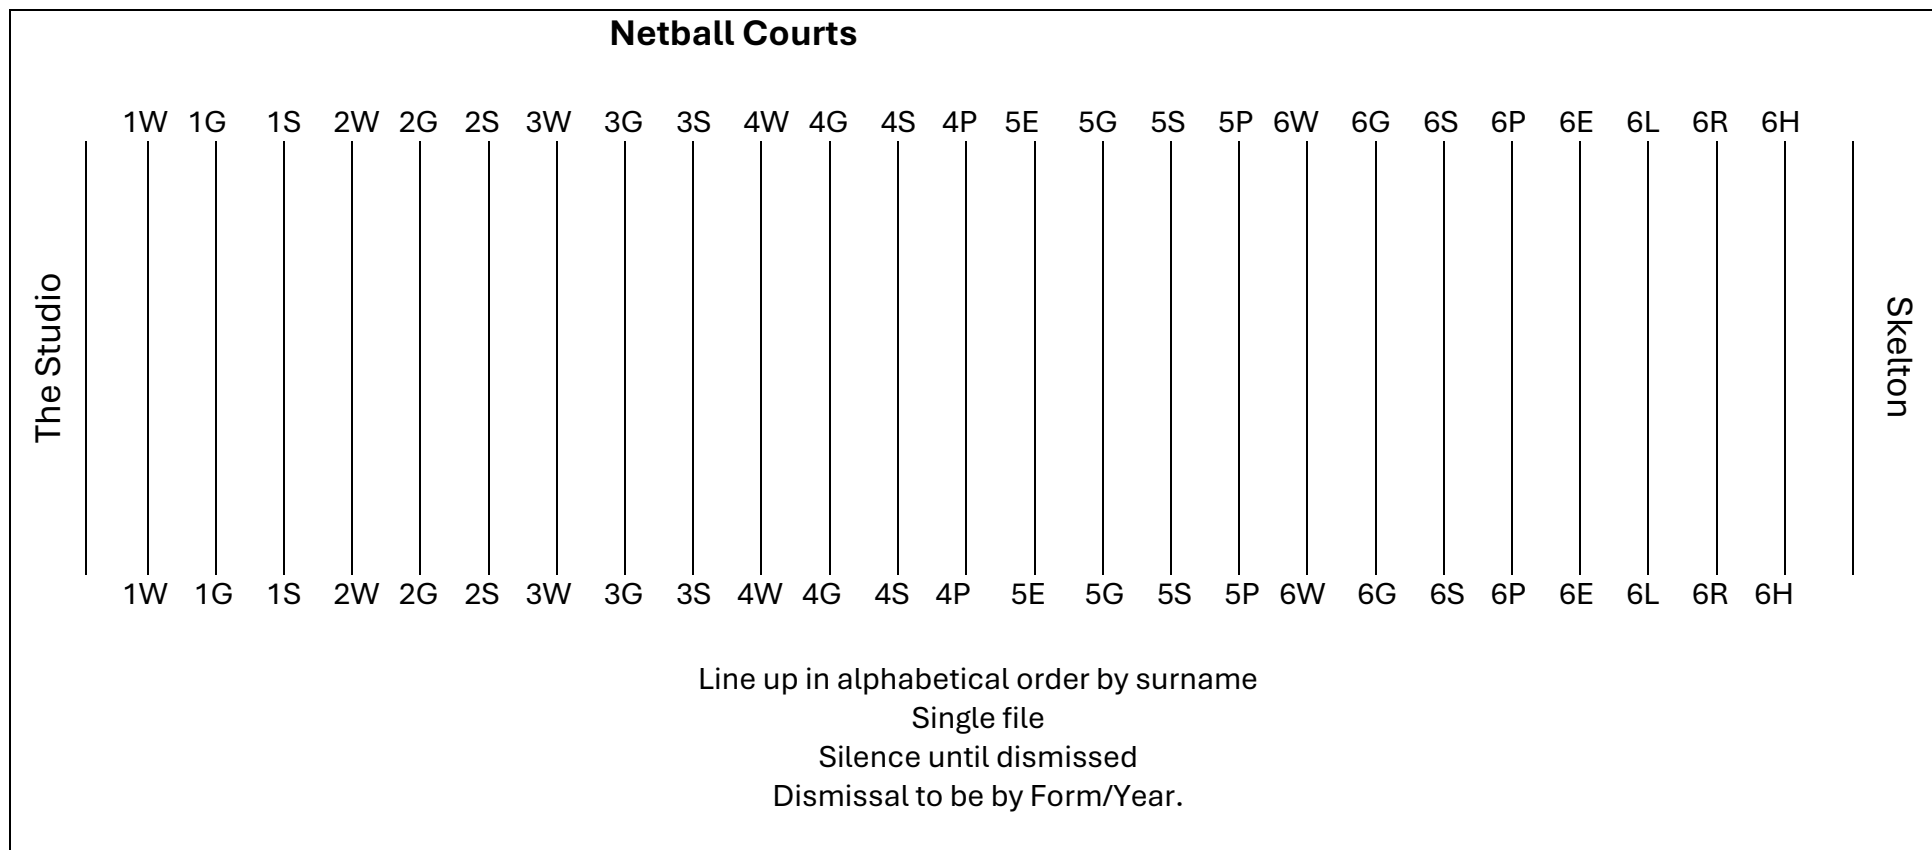 Netball Courts
1W 1G 1S 2W 2G 2S 3W 3G 3S 4W 4G 4S 4P 5E 5G 5S 5P 6W 6G 6S 6P 6E 6L 6R 6H
The Studio
Skelton
1W 1G 1S 2W 2G 2S 3W 3G 3S 4W 4G 4S 4P 5E 5G 5S 5P 6W 6G 6S 6P 6E 6L 6R 6H
Line up in alphabetical order by surname
Single file
Silence until dismissed
Dismissal to be by Form/Year.